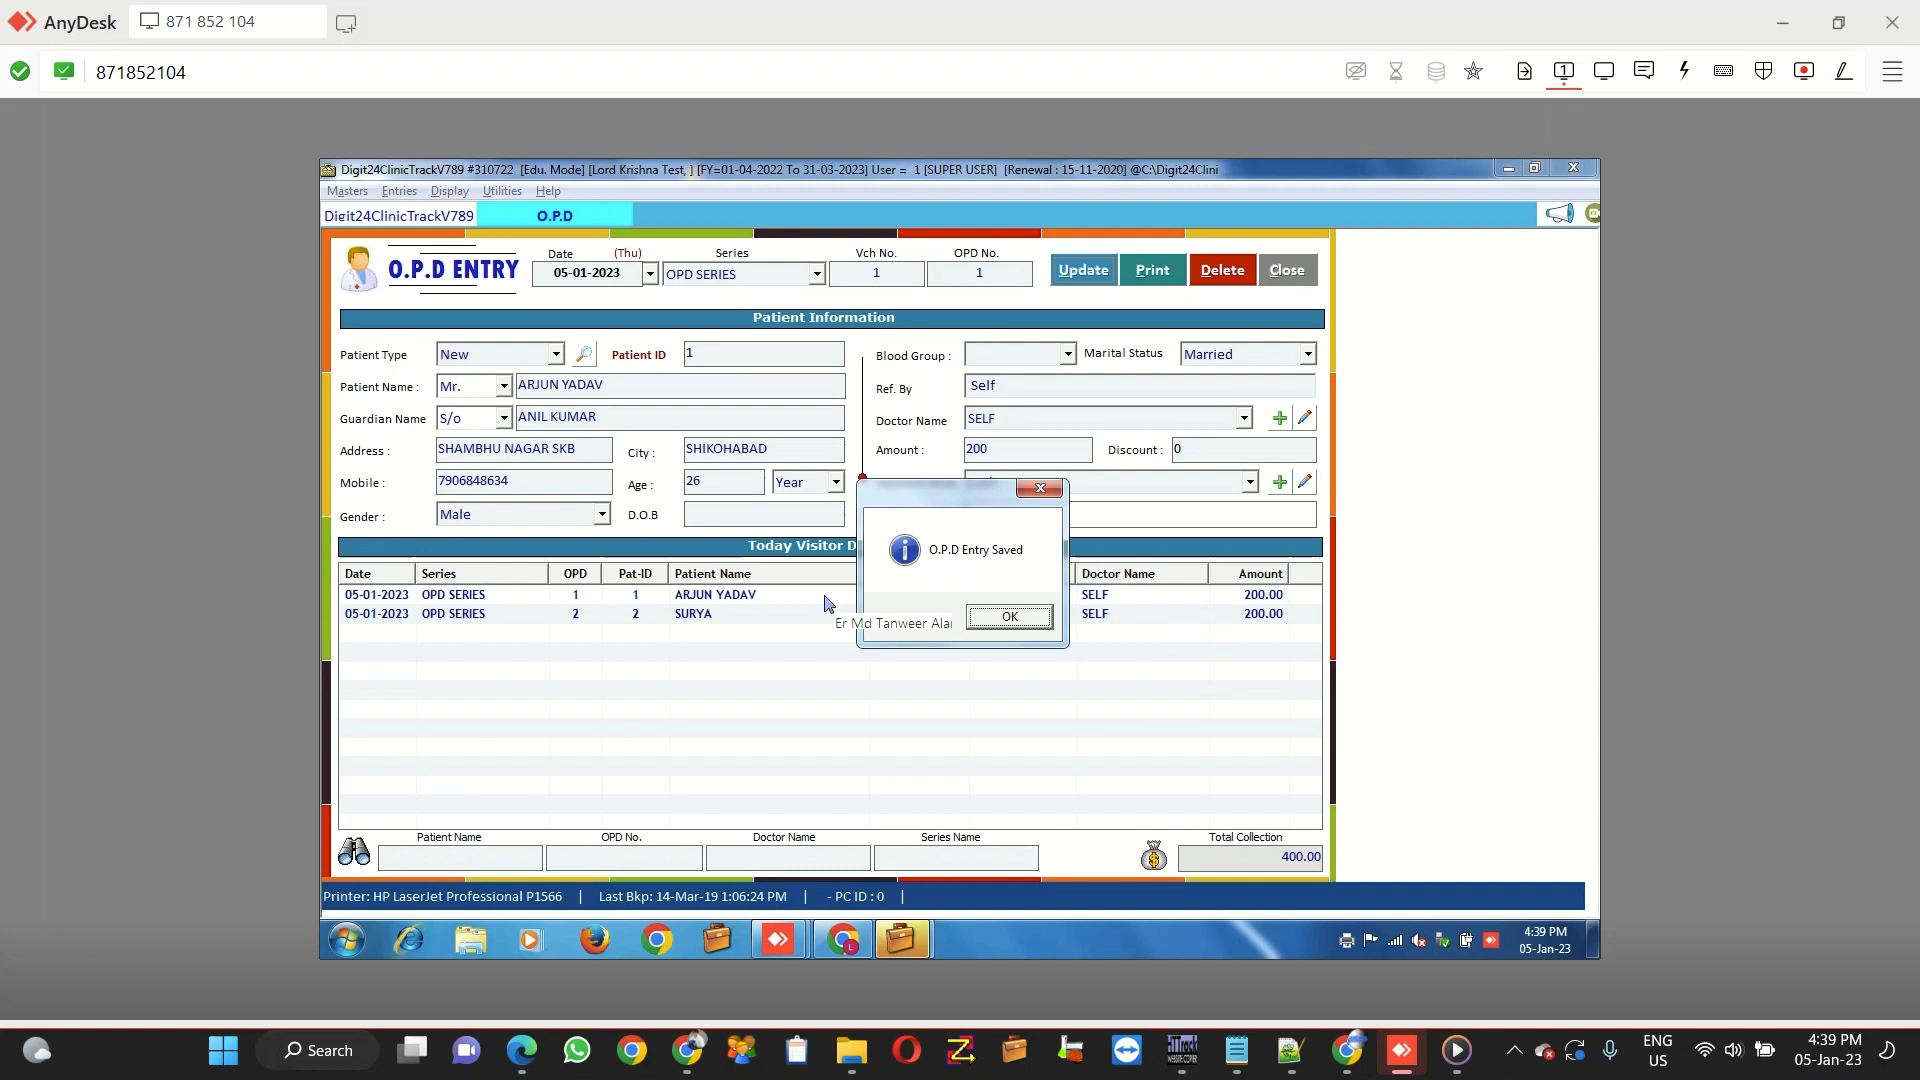 AnyDesk 871 852 104
871852104
Digit24ClinicTrackV789 #310722 [Edu. Mode] [Lord Krishna Test, ] [FY=01-04-2022 To 31-03-2023] User = 1 [SUPER USER] [Renewal : 15-11-2020] @C:\Digit24Clini
Masters Entries Display Utilities Help
Digit24ClinicTrackV789 O.P.D
Date (Thu) Series Vch No. OPD No.
O.P.D ENTRY 05-01-2023 OPD SERIES 1 1 Update Print Delete Close
Patient Information
Patient Type New Patient ID 1 Blood Group : Marital Status Married
Patient Name : Mr. ARJUN YADAV Ref. By Self
Guardian Name S/o ANIL KUMAR Doctor Name SELF
Address : SHAMBHU NAGAR SKB City : SHIKOHABAD Amount : 200 Discount : 0
Mobile : 7906848634 Age : 26 Year
Gender : Male D.O.B
Today Visitor D
O.P.D Entry Saved
OK
Date Series OPD Pat-ID Patient Name Doctor Name Amount
05-01-2023 OPD SERIES 1 1 ARJUN YADAV SELF 200.00
05-01-2023 OPD SERIES 2 2 SURYA SELF 200.00
Er Md Tanweer Alar
Patient Name OPD No. Doctor Name Series Name Total Collection
400.00
Printer: HP LaserJet Professional P1566 | Last Bkp: 14-Mar-19 1:06:24 PM | - PC ID : 0 |
4:39 PM
05-Jan-23
Search
ENG
US
4:39 PM
05-Jan-23